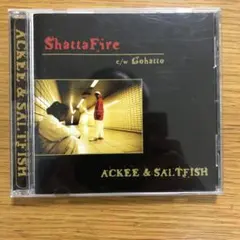 ShattaFire
c/w Gohatto
ACKEE & SALTFISH
ACKEE & SALTFISH